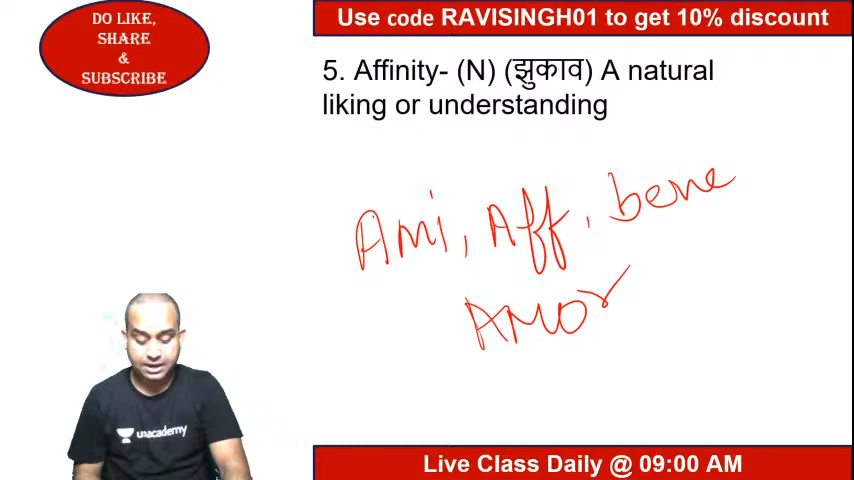 DO LIKE,
SHARE
&
SUBSCRIBE
Use code RAVISINGH01 to get 10% discount
5. Affinity- (N) (झुकाव) A natural
liking or understanding
Ami, Aff, bene
Amor
unacademy
Live Class Daily @ 09:00 AM